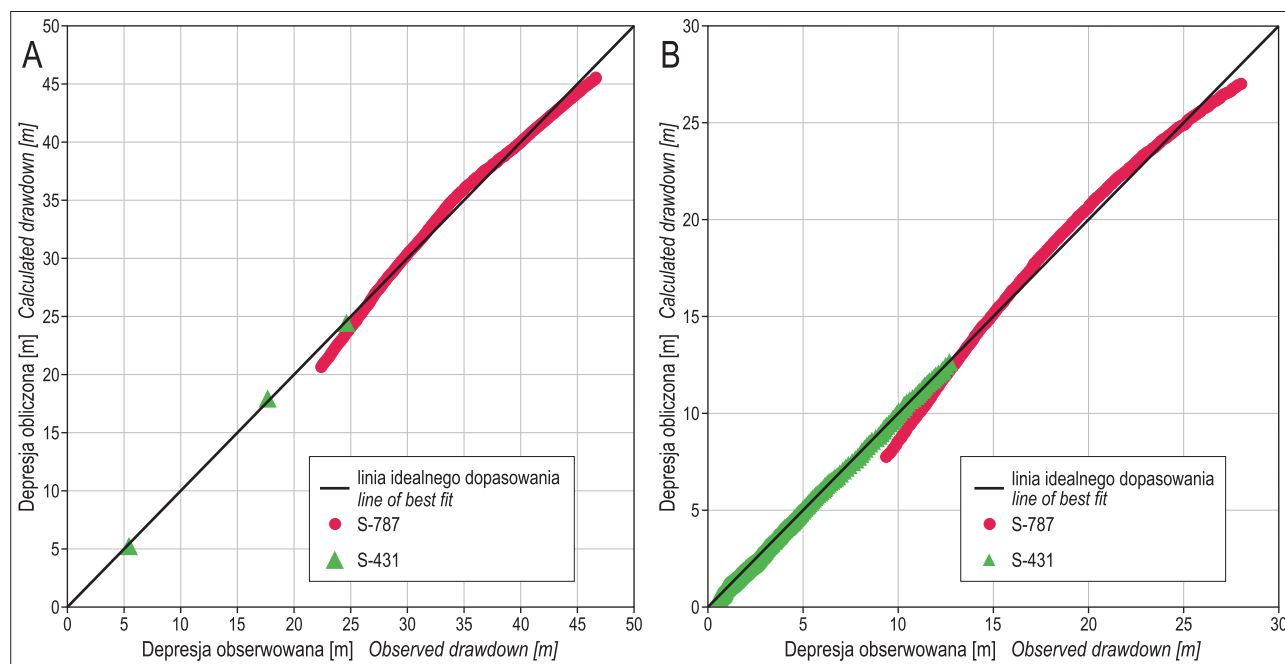 A
50
45
40
35
30
25
20
15
10
5
0
Depresja obliczona [m] Calculated drawdown [m]
linia idealnego dopasowania
line of best fit
S-787
S-431
0 5 10 15 20 25 30 35 40 45 50
Depresja obserwowana [m] Observed drawdown [m]
B
30
25
20
15
10
5
0
Depresja obliczona [m] Calculated drawdown [m]
linia idealnego dopasowania
line of best fit
S-787
S-431
0 5 10 15 20 25 30
Depresja obserwowana [m] Observed drawdown [m]